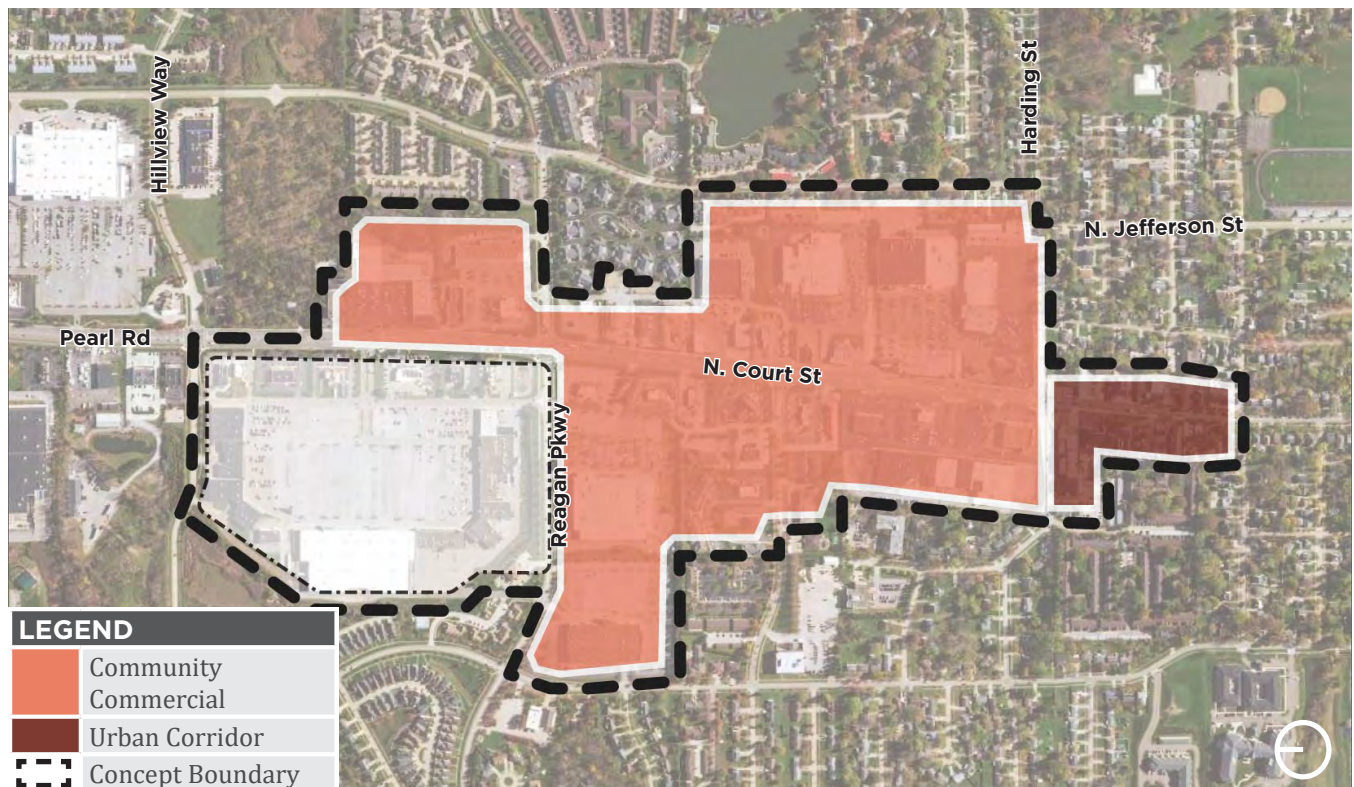 Hillview Way
Harding St
N. Jefferson St
Pearl Rd
N. Court St
Reagan Pkwy
LEGEND
Community
Commercial
Urban Corridor
Concept Boundary